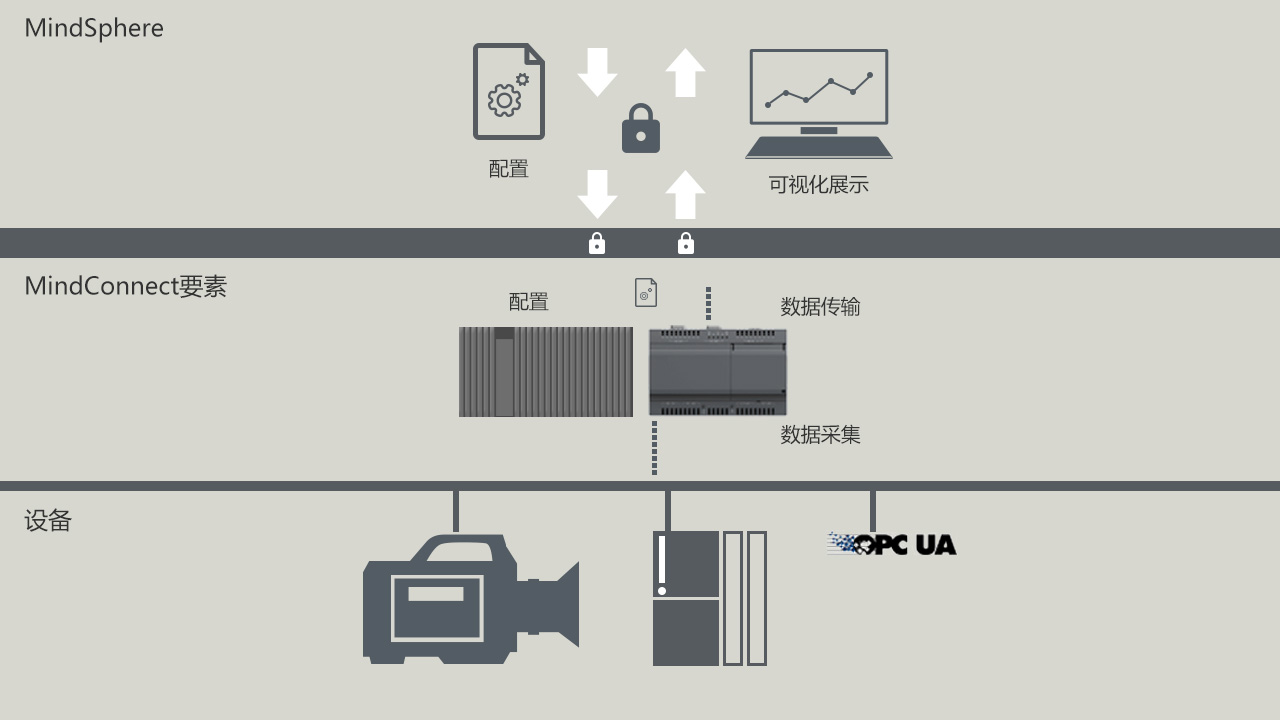 MindSphere
配置
可视化展示
MindConnect要素
配置
数据传输
数据采集
设备
OPC UA